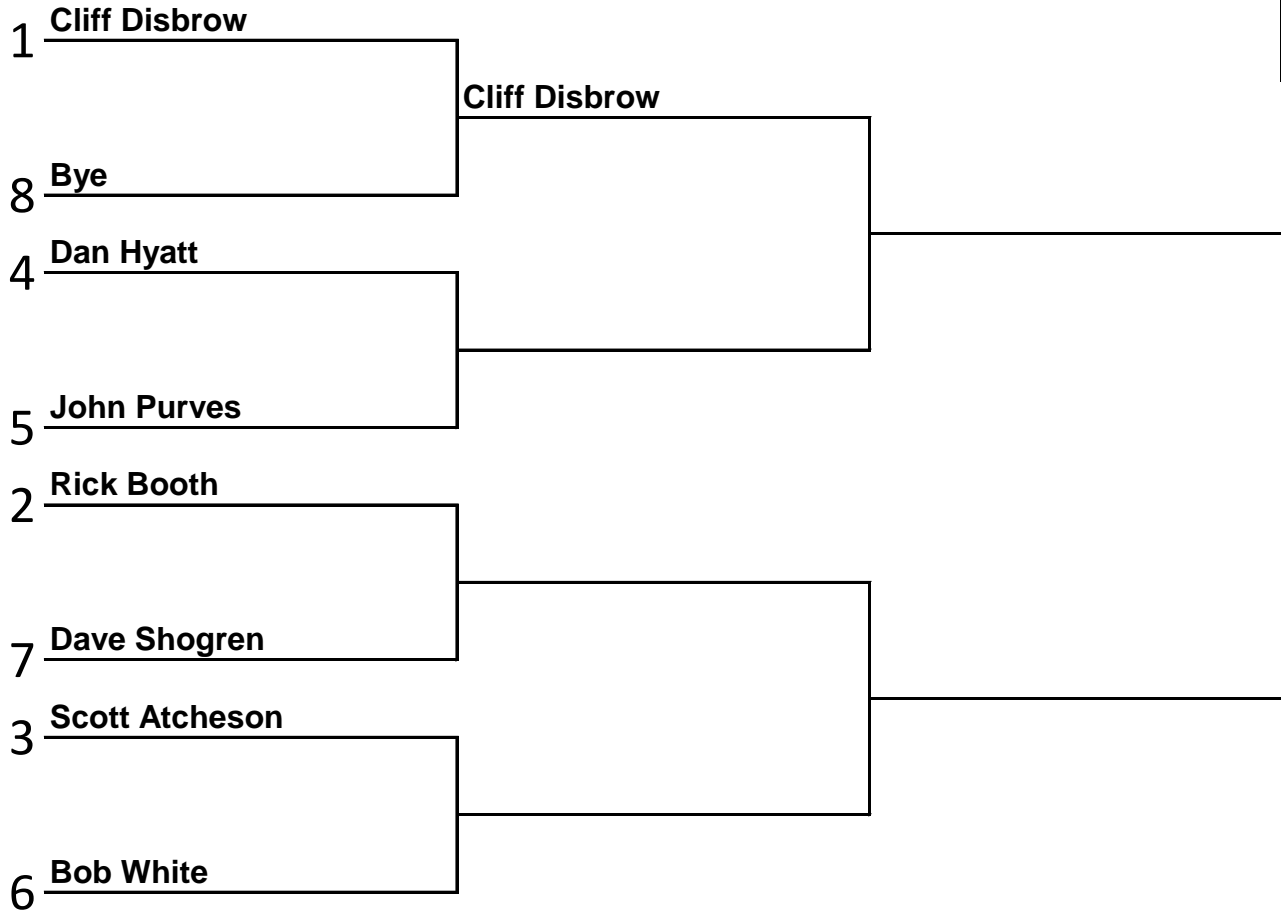 1 Cliff Disbrow
Cliff Disbrow
8 Bye
4 Dan Hyatt
5 John Purves
2 Rick Booth
7 Dave Shogren
3 Scott Atcheson
6 Bob White